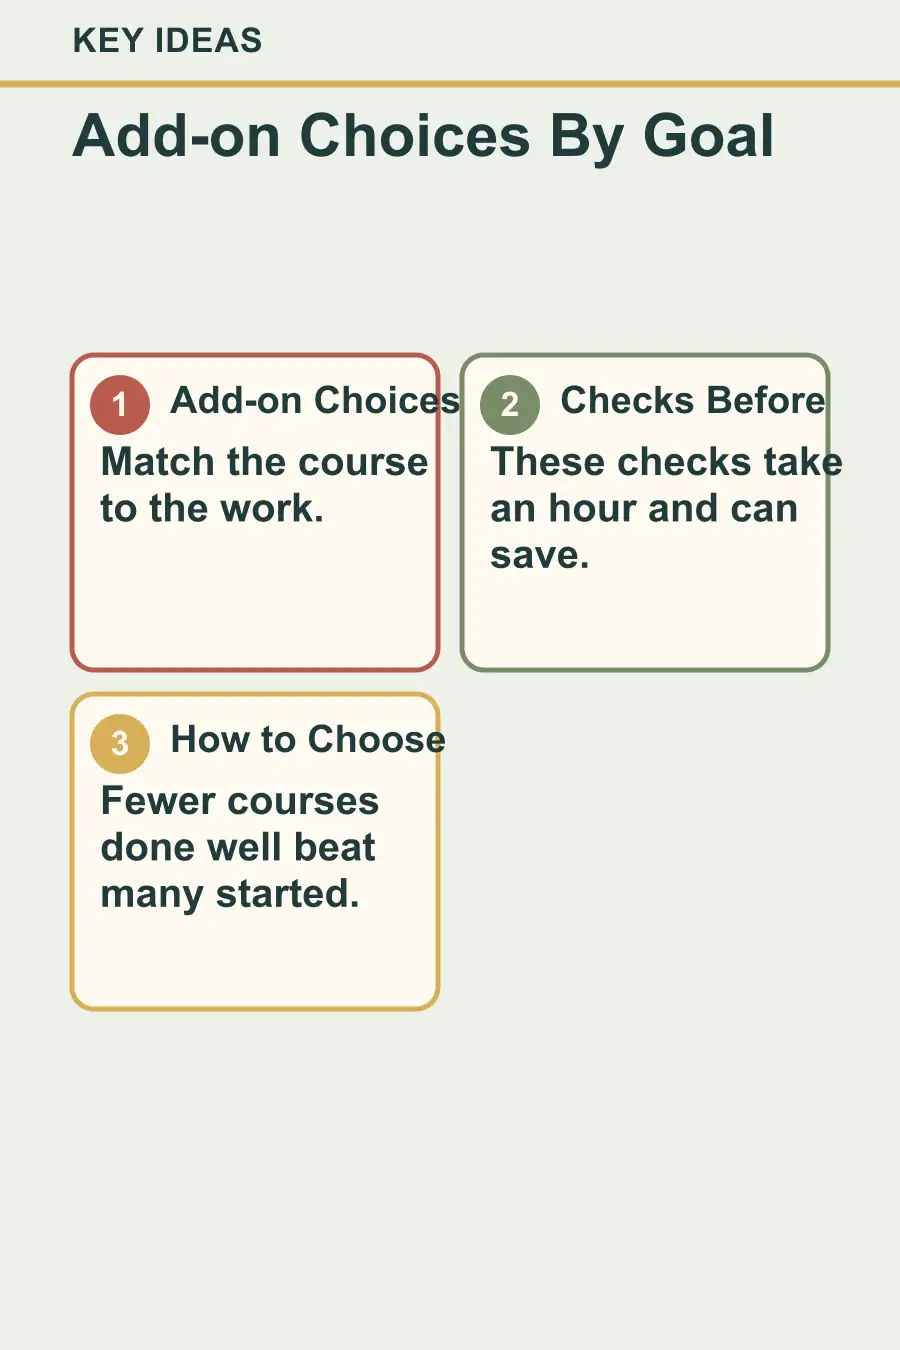 KEY IDEAS
Add-on Choices By Goal
1 Add-on Choices
Match the course
to the work.
2 Checks Before
These checks take
an hour and can
save.
3 How to Choose
Fewer courses
done well beat
many started.